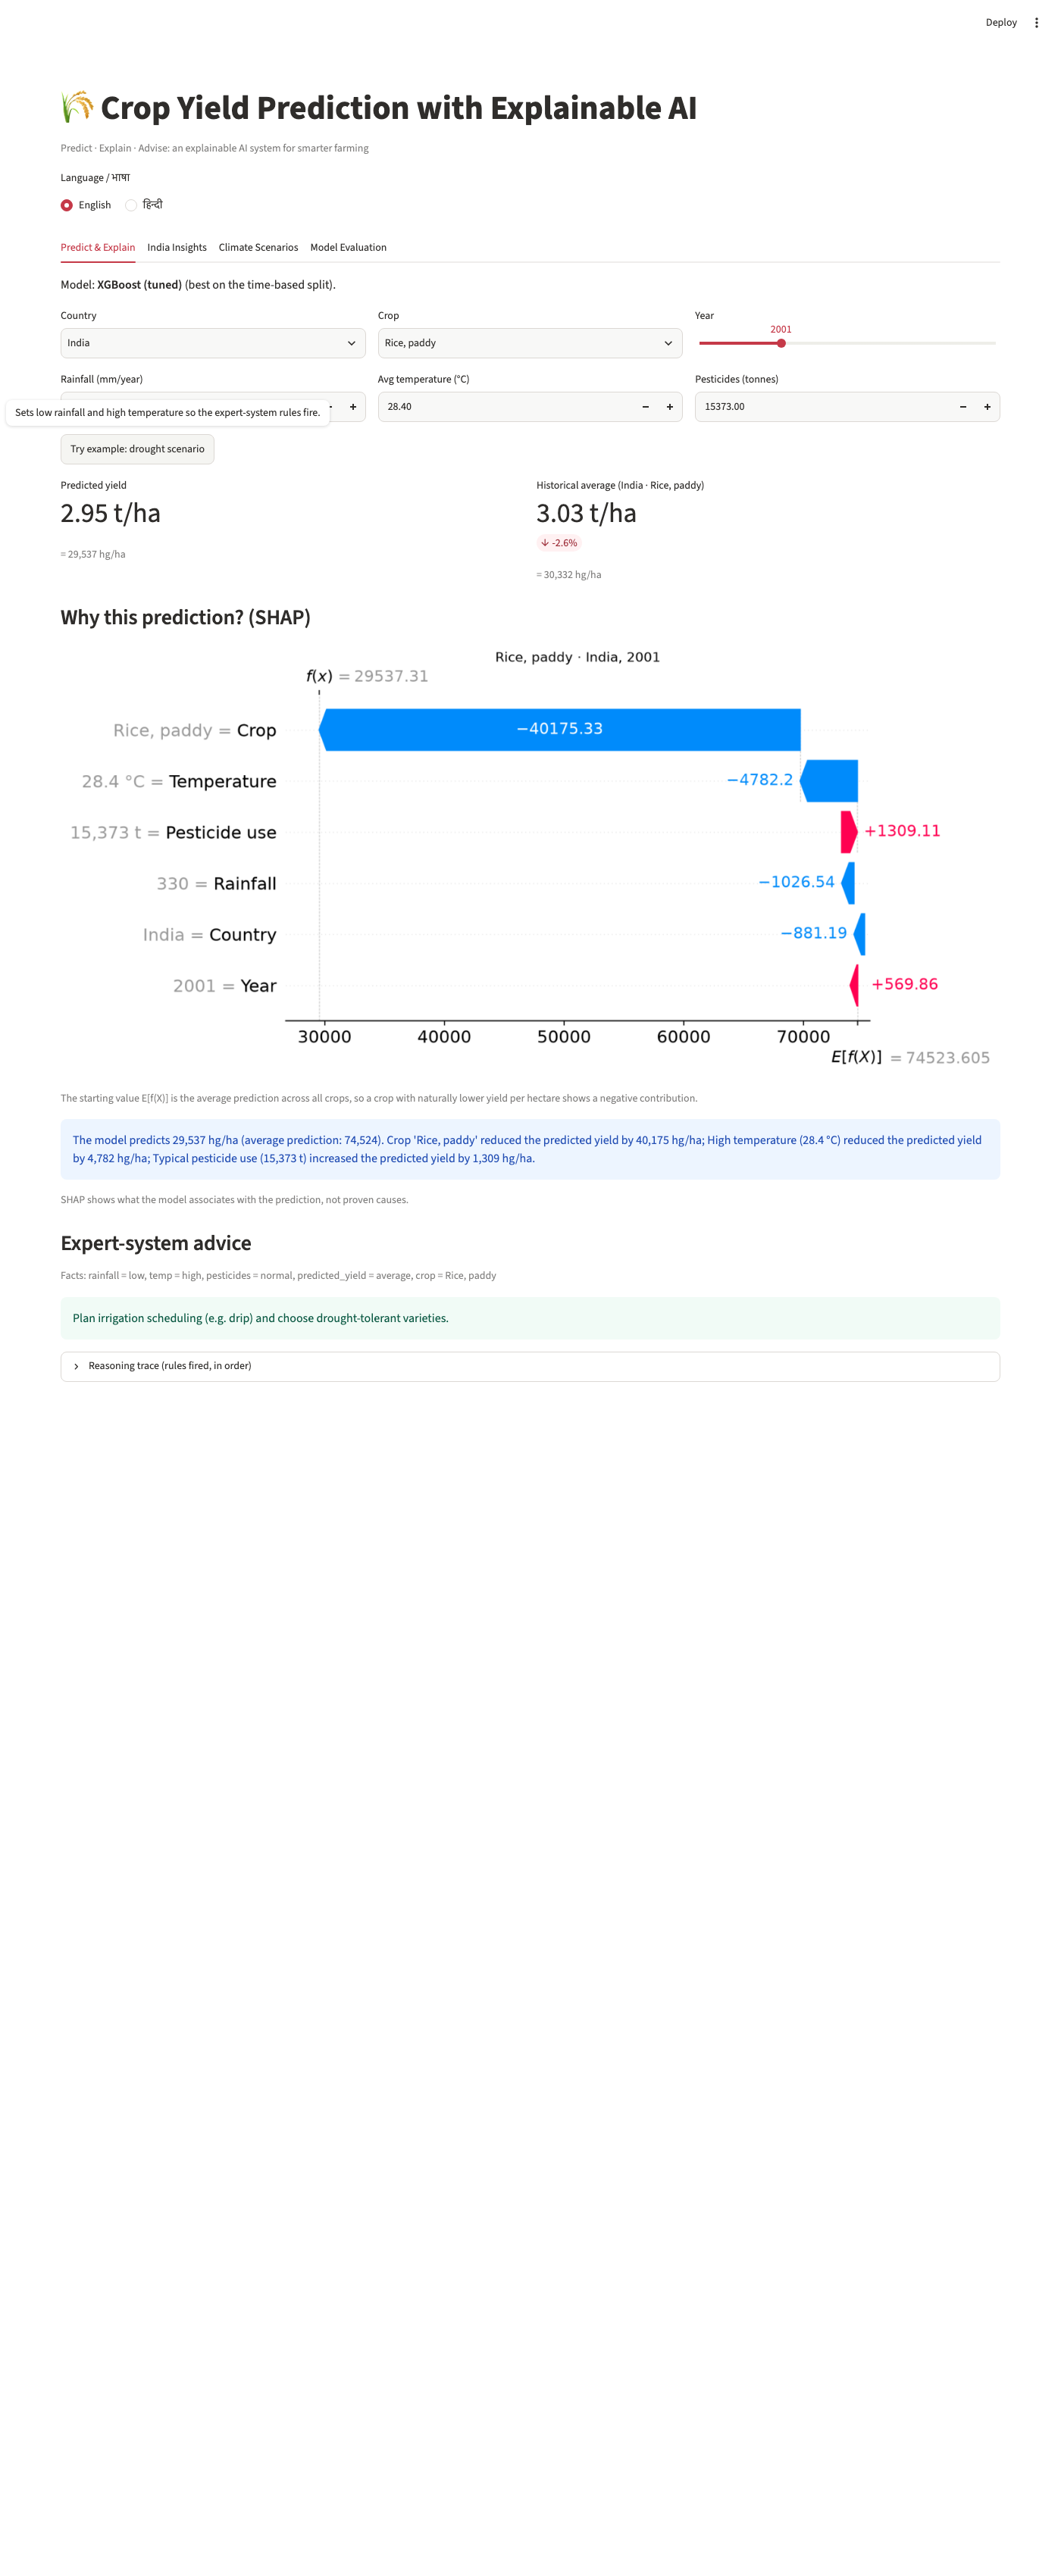 Deploy
Crop Yield Prediction with Explainable AI
Predict · Explain · Advise: an explainable AI system for smarter farming
Language / भाषा
English हिन्दी
Predict & Explain India Insights Climate Scenarios Model Evaluation
Model: XGBoost (tuned) (best on the time-based split).
Country Crop Year
2001
India Rice, paddy
Rainfall (mm/year) Avg temperature (°C) Pesticides (tonnes)
28.40 15373.00
Sets low rainfall and high temperature so the expert-system rules fire.
Try example: drought scenario
Predicted yield Historical average (India · Rice, paddy)
2.95 t/ha 3.03 t/ha
↓ -2.6%
= 29,537 hg/ha
= 30,332 hg/ha
Why this prediction? (SHAP)
Rice, paddy · India, 2001
f(x) = 29537.31
Rice, paddy = Crop −40175.33
28.4 °C = Temperature −4782.2
15,373 t = Pesticide use +1309.11
330 = Rainfall −1026.54
India = Country −881.19
2001 = Year +569.86
30000 40000 50000 60000 70000
E[f(X)] = 74523.605
The starting value E[f(X)] is the average prediction across all crops, so a crop with naturally lower yield per hectare shows a negative contribution.
The model predicts 29,537 hg/ha (average prediction: 74,524). Crop 'Rice, paddy' reduced the predicted yield by 40,175 hg/ha; High temperature (28.4 °C) reduced the predicted yield
by 4,782 hg/ha; Typical pesticide use (15,373 t) increased the predicted yield by 1,309 hg/ha.
SHAP shows what the model associates with the prediction, not proven causes.
Expert-system advice
Facts: rainfall = low, temp = high, pesticides = normal, predicted_yield = average, crop = Rice, paddy
Plan irrigation scheduling (e.g. drip) and choose drought-tolerant varieties.
Reasoning trace (rules fired, in order)